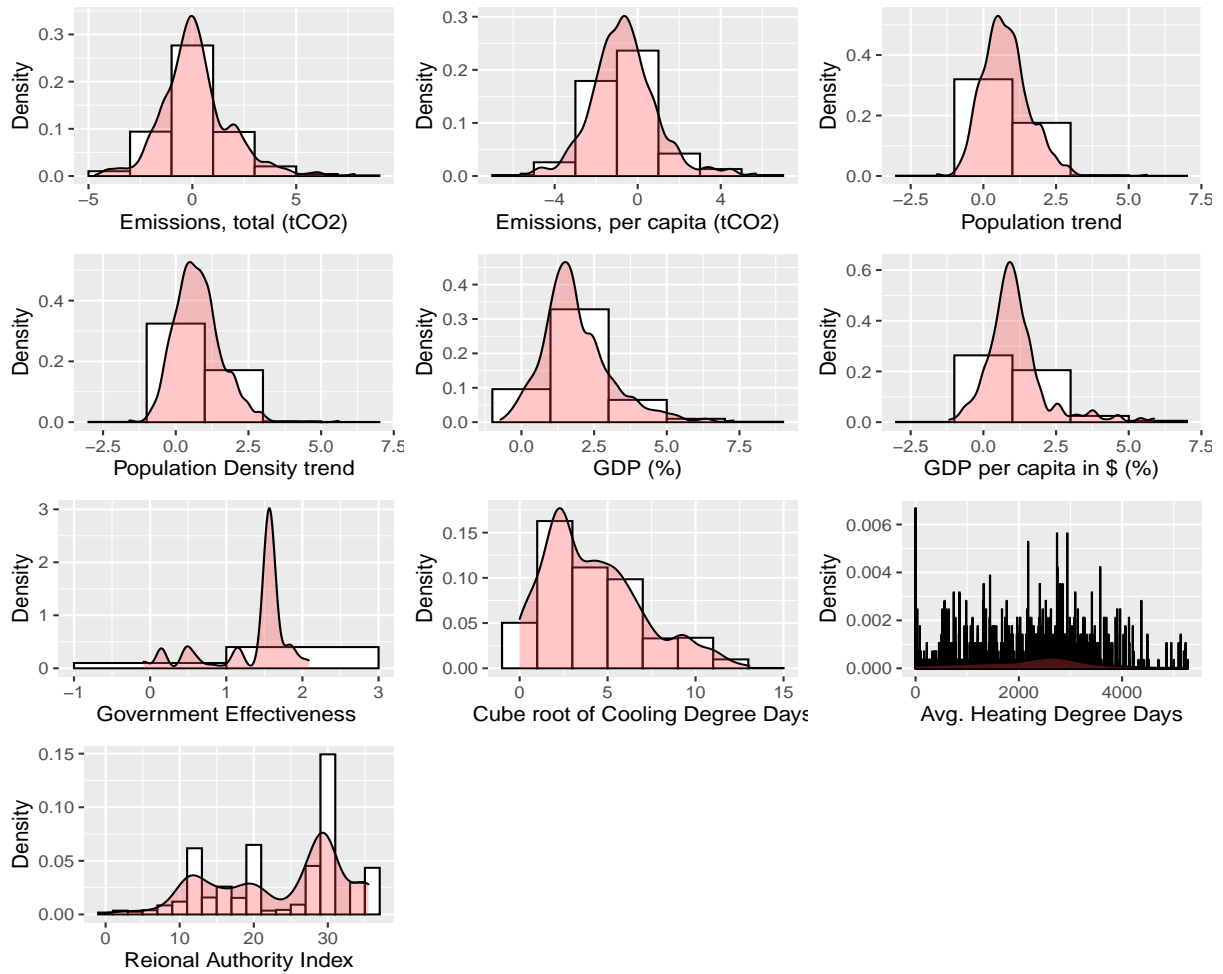 Density
0.3
0.2
0.1
0.0
−5 0 5
Emissions, total (tCO2)
Density
0.3
0.2
0.1
0.0
−4 0 4
Emissions, per capita (tCO2)
Density
0.4
0.2
0.0
−2.5 0.0 2.5 5.0 7.5
Population trend
Density
0.4
0.2
0.0
−2.5 0.0 2.5 5.0 7.5
Population Density trend
Density
0.4
0.3
0.2
0.1
0.0
0.0 2.5 5.0 7.5
GDP (%)
Density
0.6
0.4
0.2
0.0
−2.5 0.0 2.5 5.0 7.5
GDP per capita in $ (%)
Density
3
2
1
0
−1 0 1 2 3
Government Effectiveness
Density
0.15
0.10
0.05
0.00
0 5 10 15
Cube root of Cooling Degree Days
Density
0.006
0.004
0.002
0.000
0 2000 4000
Avg. Heating Degree Days
Density
0.15
0.10
0.05
0.00
0 10 20 30
Reional Authority Index